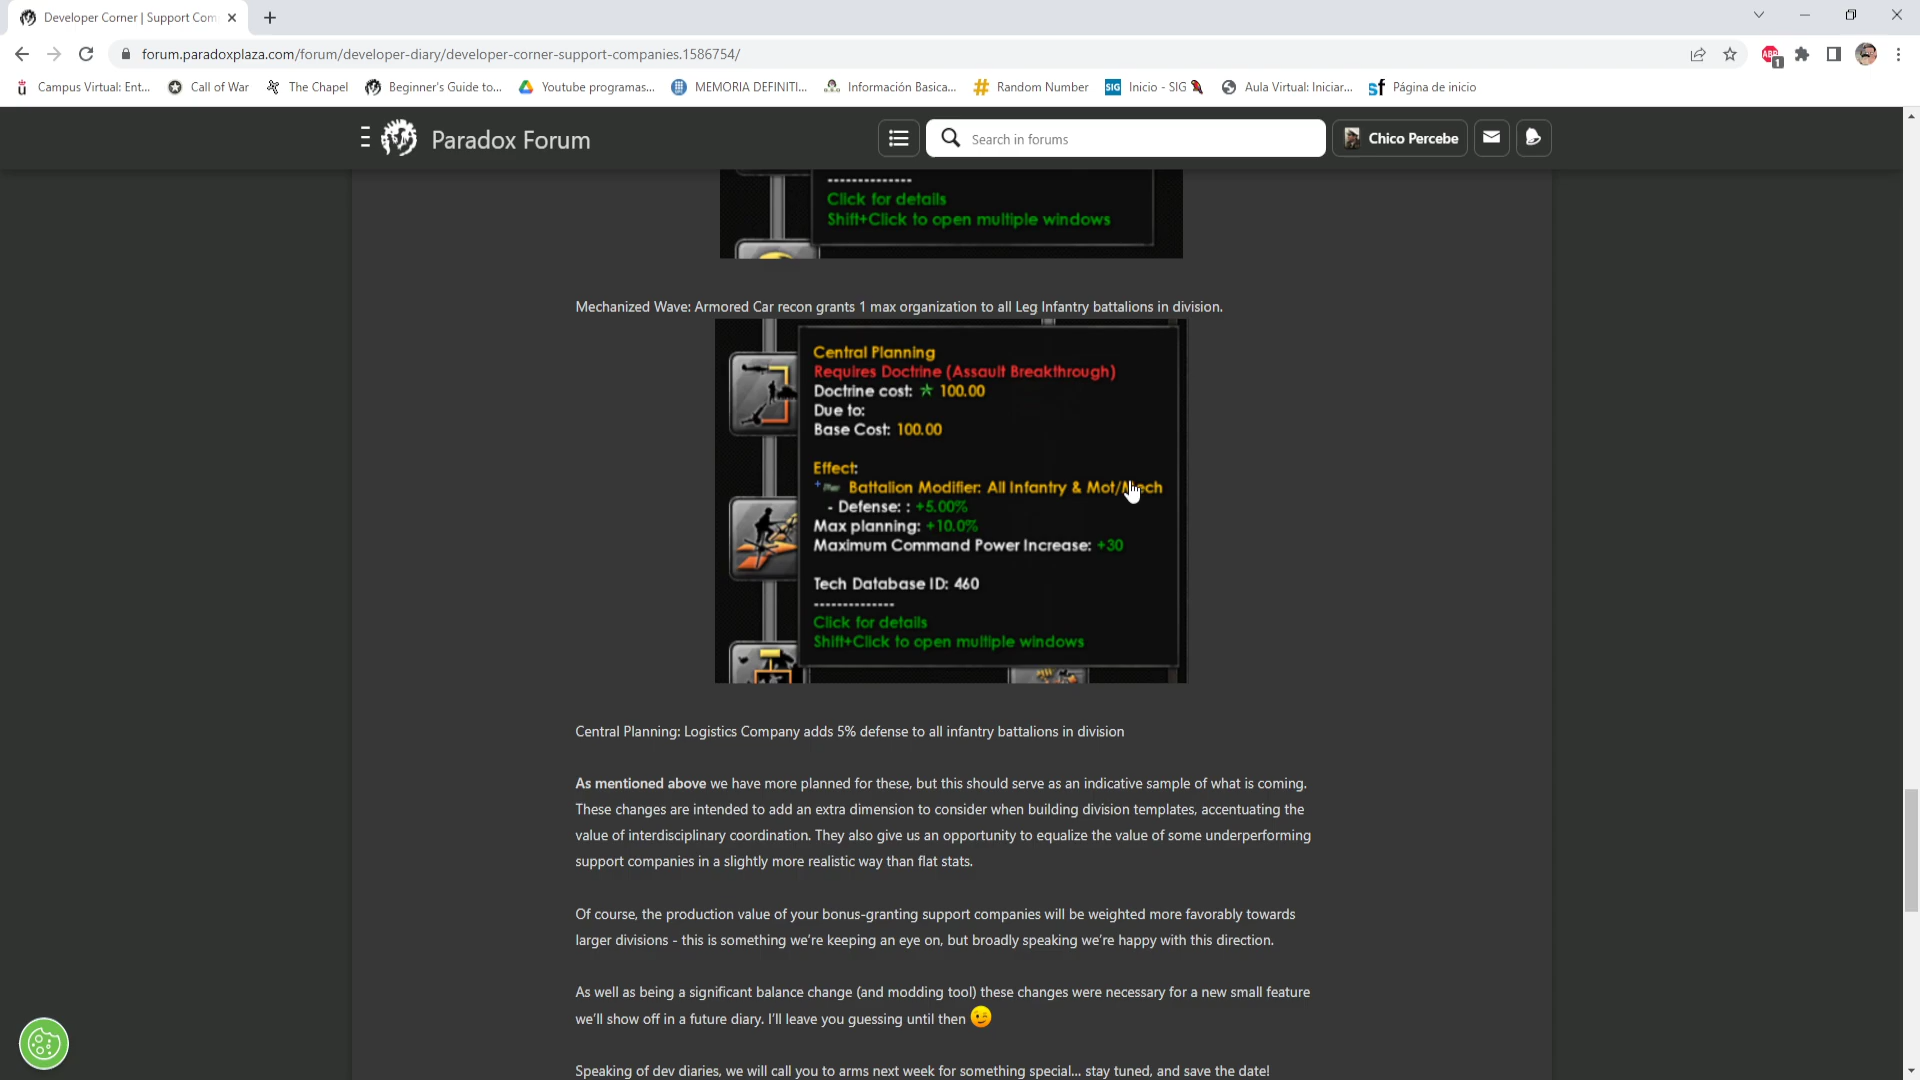 Developer Corner | Support Com
forum.paradoxplaza.com/forum/developer-diary/developer-corner-support-companies.1586754/
ABP
1
Campus Virtual: Ent... Call of War The Chapel Beginner's Guide to... Youtube programas... MEMORIA DEFINITI... Información Basica... Random Number SIG Inicio - SIG Aula Virtual: Iniciar... sf Página de inicio
Paradox Forum Search in forums Chico Percebe
--------------
Click for details
Shift+Click to open multiple windows
Mechanized Wave: Armored Car recon grants 1 max organization to all Leg Infantry battalions in division.
Central Planning
Requires Doctrine (Assault Breakthrough)
Doctrine cost: 100.00
Due to:
Base Cost: 100.00
Effect:
Battalion Modifier: All Infantry & Mot/Mech
- Defense: : +5.00%
Max planning: +10.0%
Maximum Command Power Increase: +30
Tech Database ID: 460
--------------
Click for details
Shift+Click to open multiple windows
Central Planning: Logistics Company adds 5% defense to all infantry battalions in division
As mentioned above we have more planned for these, but this should serve as an indicative sample of what is coming.
These changes are intended to add an extra dimension to consider when building division templates, accentuating the
value of interdisciplinary coordination. They also give us an opportunity to equalize the value of some underperforming
support companies in a slightly more realistic way than flat stats.
Of course, the production value of your bonus-granting support companies will be weighted more favorably towards
larger divisions - this is something we're keeping an eye on, but broadly speaking we're happy with this direction.
As well as being a significant balance change (and modding tool) these changes were necessary for a new small feature
we'll show off in a future diary. I'll leave you guessing until then 😉
Speaking of dev diaries, we will call you to arms next week for something special... stay tuned, and save the date!